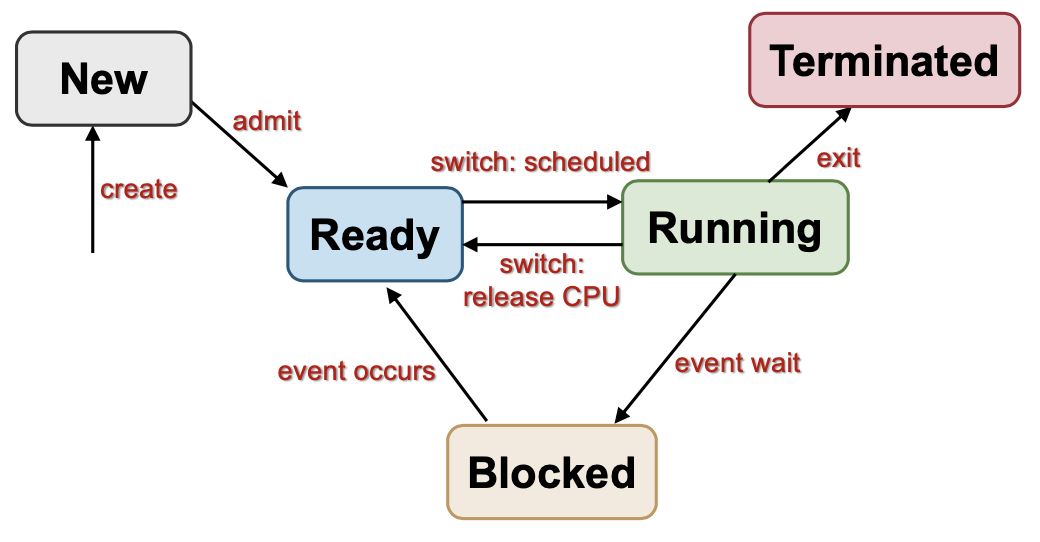 New
Terminated
admit
switch: scheduled
exit
create
Ready
Running
switch:
release CPU
event occurs
event wait
Blocked